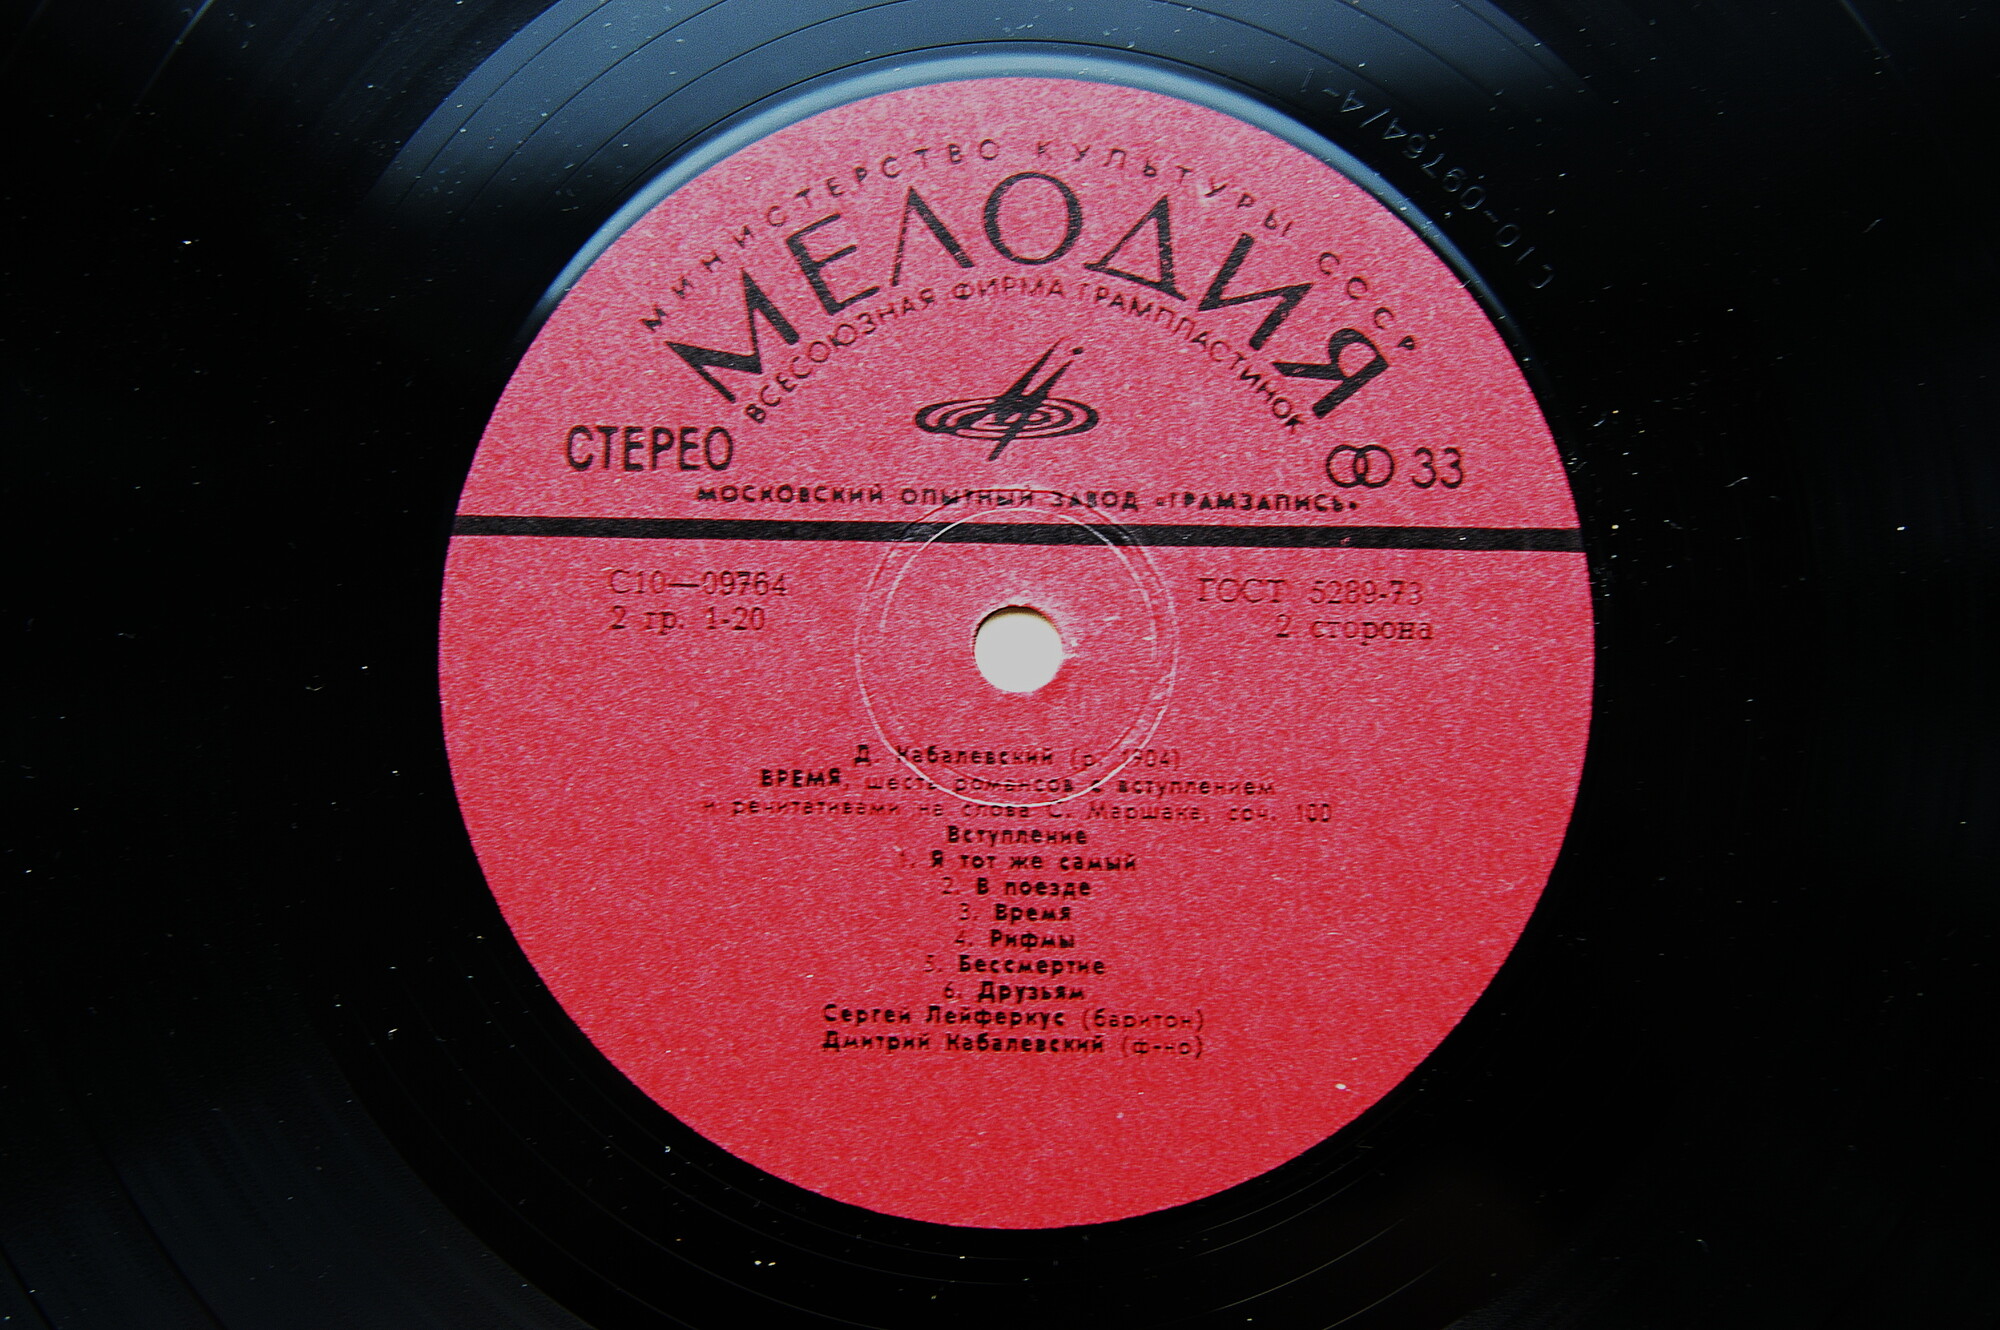 МИНИСТЕРСТВО КУЛЬТУРЫ СССР
МЕЛОДИЯ
ВСЕСОЮЗНАЯ ФИРМА ГРАМПЛАСТИНОК
СТЕРЕО
33
МОСКОВСКИЙ ОПЫТНЫЙ ЗАВОД «ГРАМЗАПИСЬ»
С10—09764
ГОСТ 5289-73
2 гр. 1-20
2 сторона
Д. Кабалевский (р. 1904)
ВРЕМЯ, шесть романсов с вступлением
и речитативами на слова С. Маршака, соч. 100
Вступление
1. Я тот же самый
2. В поезде
3. Время
4. Рифмы
5. Бессмертие
6. Друзьям
Сергей Лейферкус (баритон)
Дмитрий Кабалевский (ф-но)
С10-09764/4-1